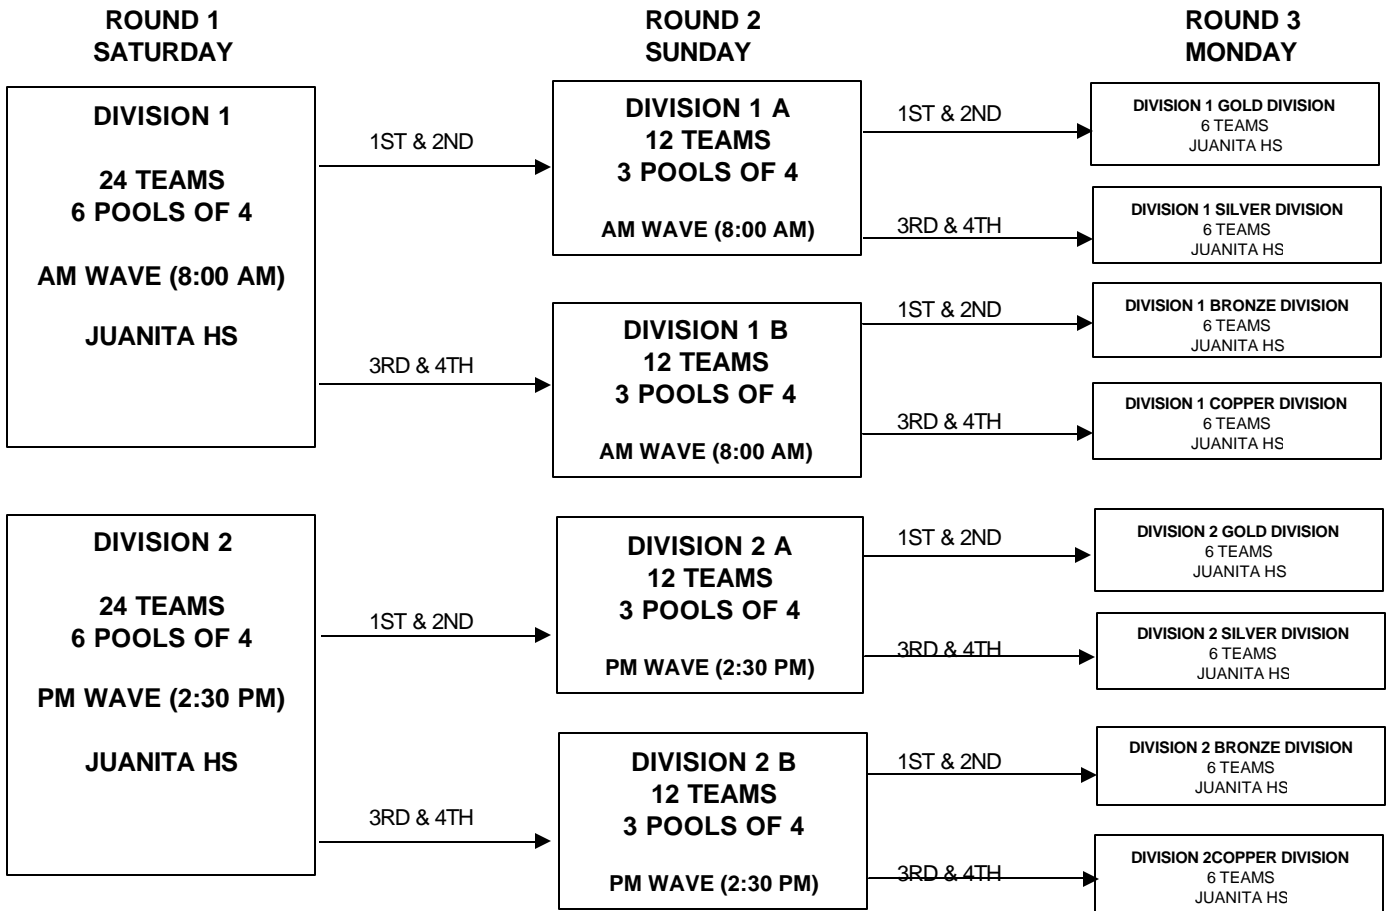 ROUND 1
SATURDAY
ROUND 2
SUNDAY
ROUND 3
MONDAY
DIVISION 1
24 TEAMS
6 POOLS OF 4
AM WAVE (8:00 AM)
JUANITA HS
1ST & 2ND
3RD & 4TH
DIVISION 1 A
12 TEAMS
3 POOLS OF 4
AM WAVE (8:00 AM)
1ST & 2ND
3RD & 4TH
DIVISION 1 GOLD DIVISION
6 TEAMS
JUANITA HS
DIVISION 1 SILVER DIVISION
6 TEAMS
JUANITA HS
DIVISION 1 B
12 TEAMS
3 POOLS OF 4
AM WAVE (8:00 AM)
1ST & 2ND
3RD & 4TH
DIVISION 1 BRONZE DIVISION
6 TEAMS
JUANITA HS
DIVISION 1 COPPER DIVISION
6 TEAMS
JUANITA HS
DIVISION 2
24 TEAMS
6 POOLS OF 4
PM WAVE (2:30 PM)
JUANITA HS
1ST & 2ND
3RD & 4TH
DIVISION 2 A
12 TEAMS
3 POOLS OF 4
PM WAVE (2:30 PM)
1ST & 2ND
3RD & 4TH
DIVISION 2 GOLD DIVISION
6 TEAMS
JUANITA HS
DIVISION 2 SILVER DIVISION
6 TEAMS
JUANITA HS
DIVISION 2 B
12 TEAMS
3 POOLS OF 4
PM WAVE (2:30 PM)
1ST & 2ND
3RD & 4TH
DIVISION 2 BRONZE DIVISION
6 TEAMS
JUANITA HS
DIVISION 2COPPER DIVISION
6 TEAMS
JUANITA HS